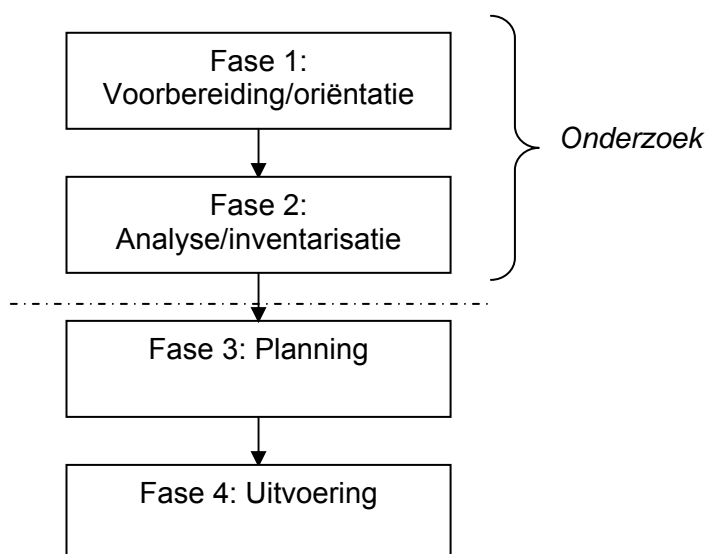 Fase 1:
Voorbereiding/oriëntatie
Onderzoek
Fase 2:
Analyse/inventarisatie
Fase 3: Planning
Fase 4: Uitvoering